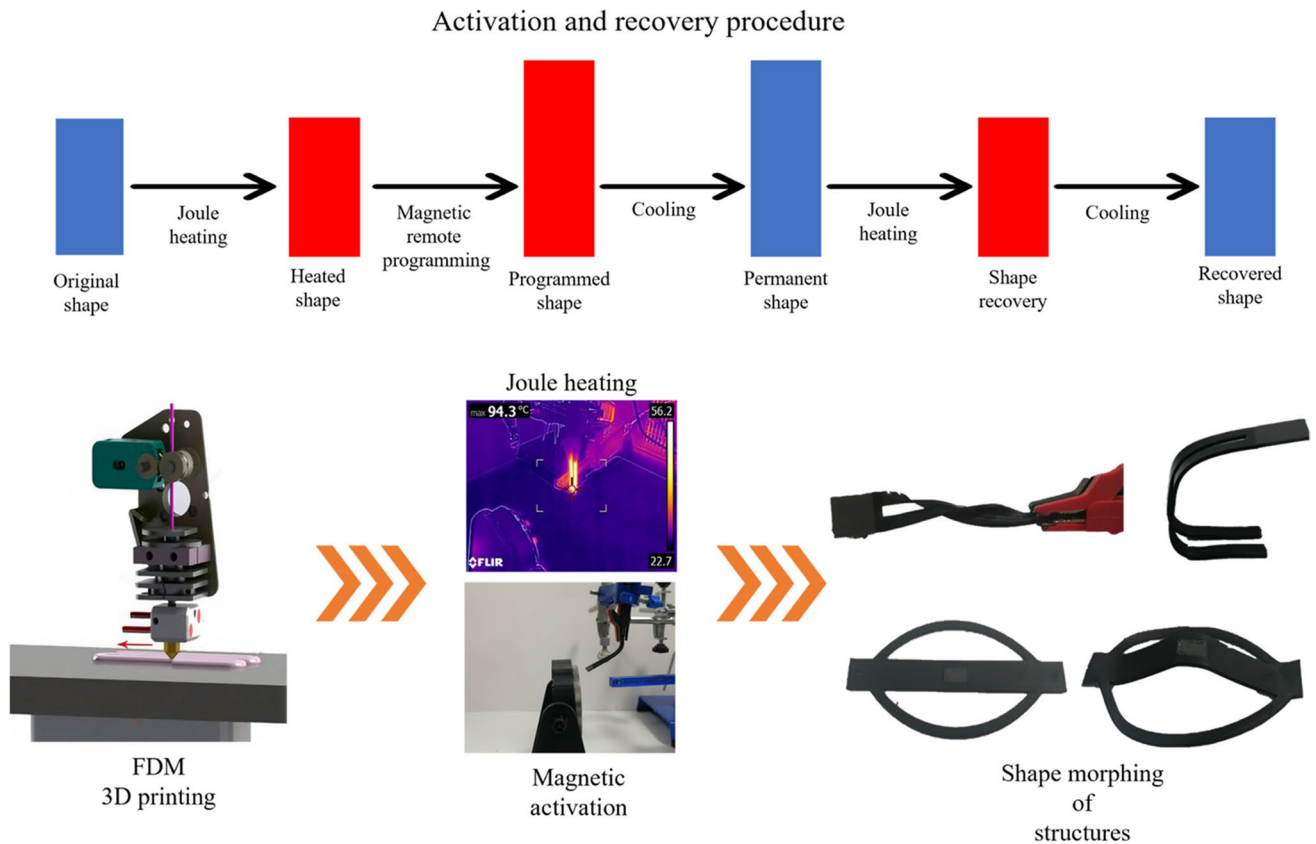 Activation and recovery procedure
Joule
heating
Magnetic
remote
programming
Cooling
Joule
heating
Cooling
Original
shape
Heated
shape
Programmed
shape
Permanent
shape
Shape
recovery
Recovered
shape
Joule heating
max 94.3 °C
56.2
22.7
FLIR
FDM
3D printing
Magnetic
activation
Shape morphing
of
structures